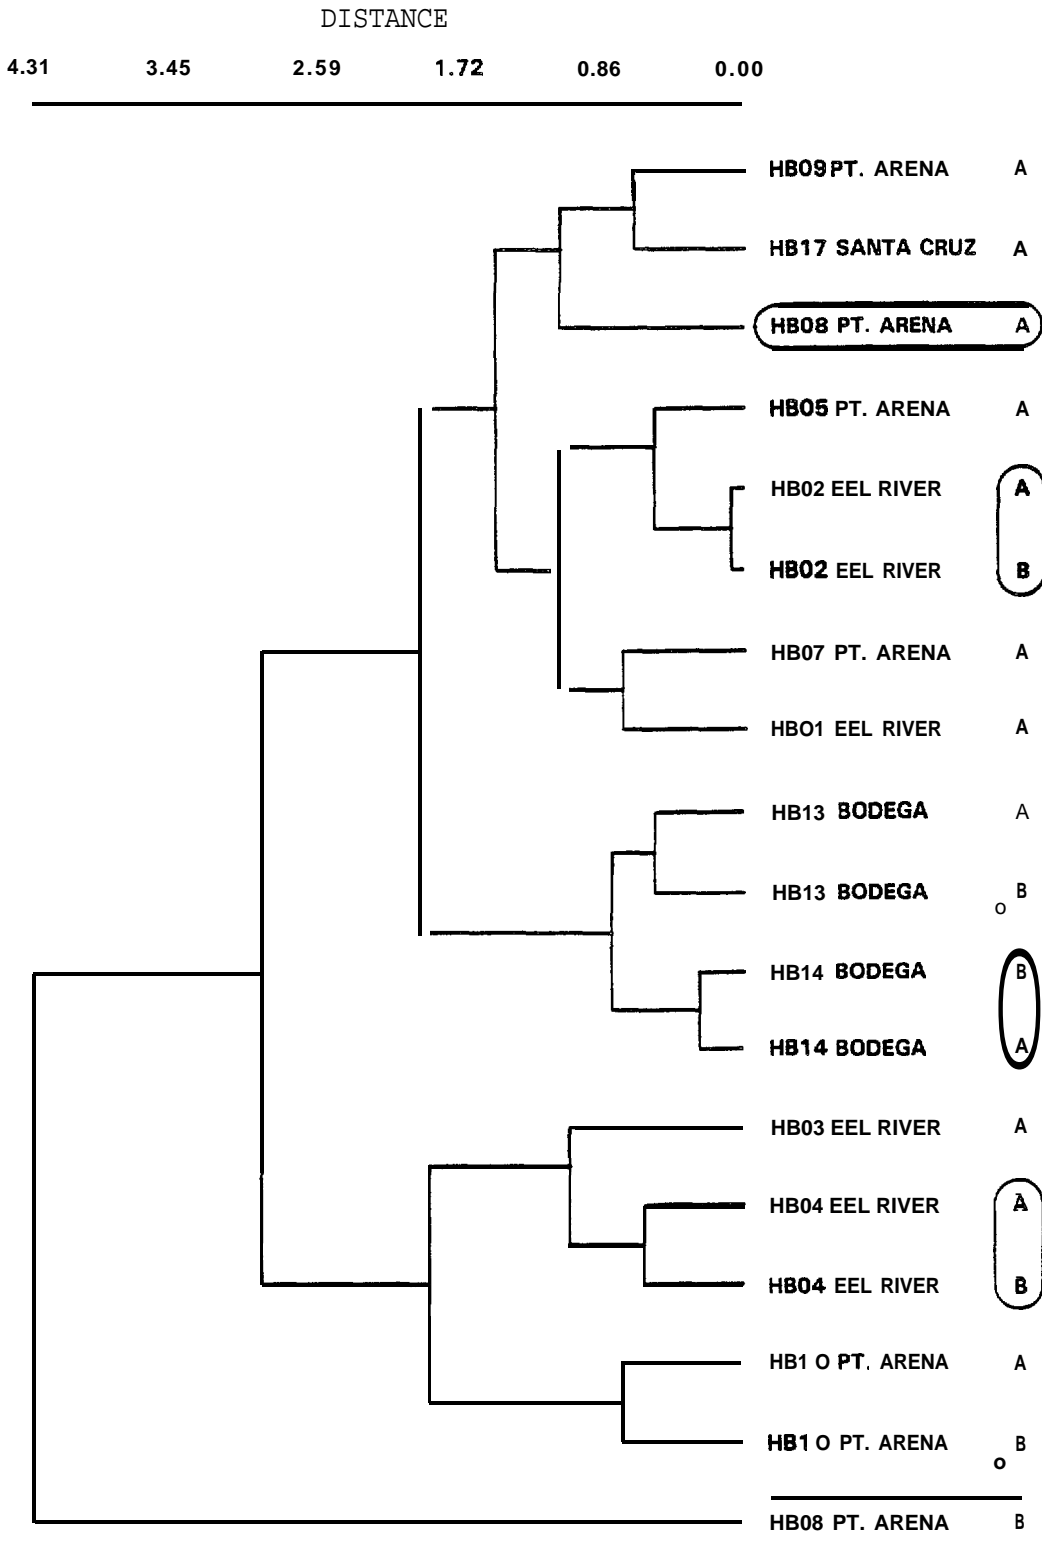 DISTANCE
4.31 3.45 2.59 1.72 0.86 0.00
HB09 PT. ARENA A
HB17 SANTA CRUZ A
HB08 PT. ARENA A
HB05 PT. ARENA A
HB02 EEL RIVER A
HB02 EEL RIVER B
HB07 PT. ARENA A
HBO1 EEL RIVER A
HB13 BODEGA A
HB13 BODEGA B
o
HB14 BODEGA B
HB14 BODEGA A
HB03 EEL RIVER A
HB04 EEL RIVER A
HB04 EEL RIVER B
HB1 O PT. ARENA A
HB1 O PT. ARENA B
o
HB08 PT. ARENA B